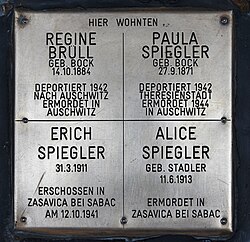 HIER WOHNTEN
REGINE
BRÜLL
GEB. BOCK
14.10.1884
DEPORTIERT 1942
NACH AUSCHWITZ
ERMORDET IN
AUSCHWITZ
PAULA
SPIEGLER
GEB. BOCK
27.9.1871
DEPORTIERT 1942
THERESIENSTADT
ERMORDET 1944
IN AUSCHWITZ
ERICH
SPIEGLER
31.3.1911
ERSCHOSSEN IN
ZASAVICA BEI SABAC
AM 12.10.1941
ALICE
SPIEGLER
GEB. STADLER
11.6.1913
ERMORDET IN
ZASAVICA BEI SABAC